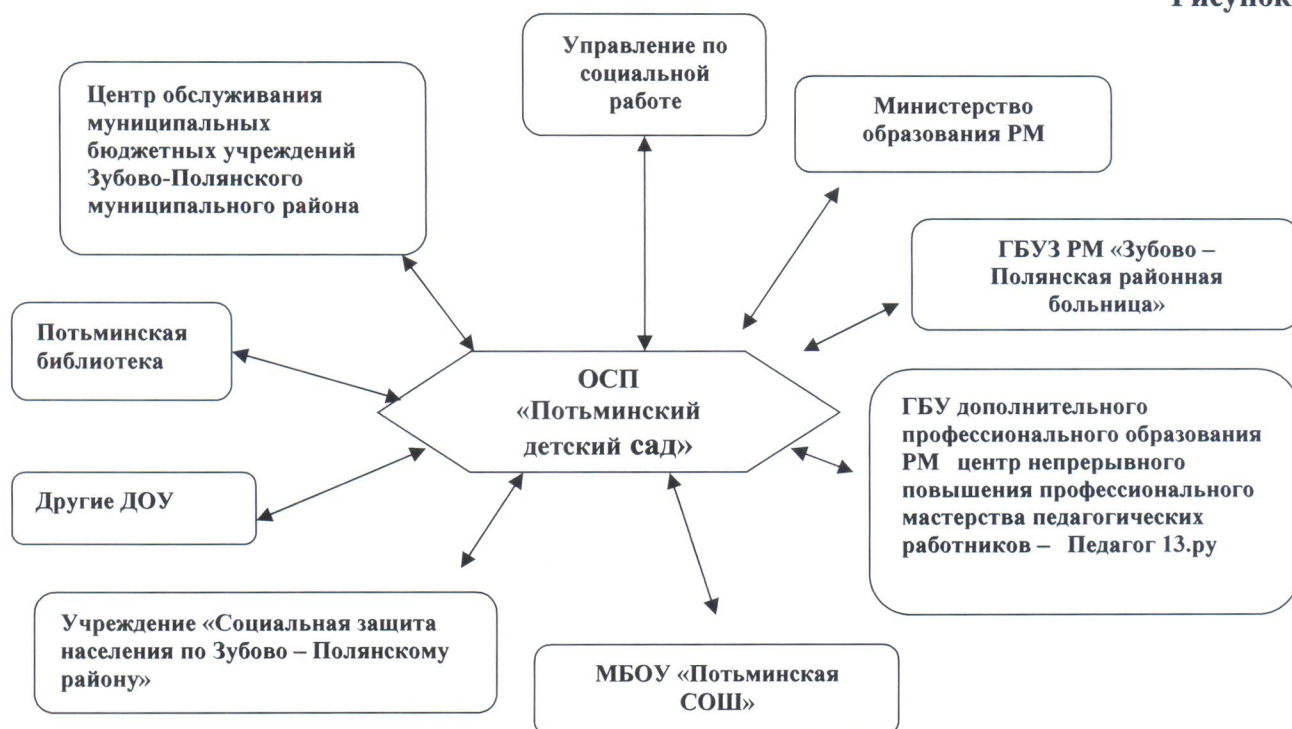 Рисунок
Управление по
социальной
работе
Центр обслуживания
муниципальных
бюджетных учреждений
Зубово-Полянского
муниципального района
Министерство
образования РМ
ГБУЗ РМ «Зубово –
Полянская районная
больница»
Потьминская
библиотека
ОСП
«Потьминский
детский сад»
ГБУ дополнительного
профессионального образования
РМ центр непрерывного
повышения профессионального
мастерства педагогических
работников – Педагог 13.ру
Другие ДОУ
Учреждение «Социальная защита
населения по Зубово – Полянскому
району»
МБОУ «Потьминская
СОШ»